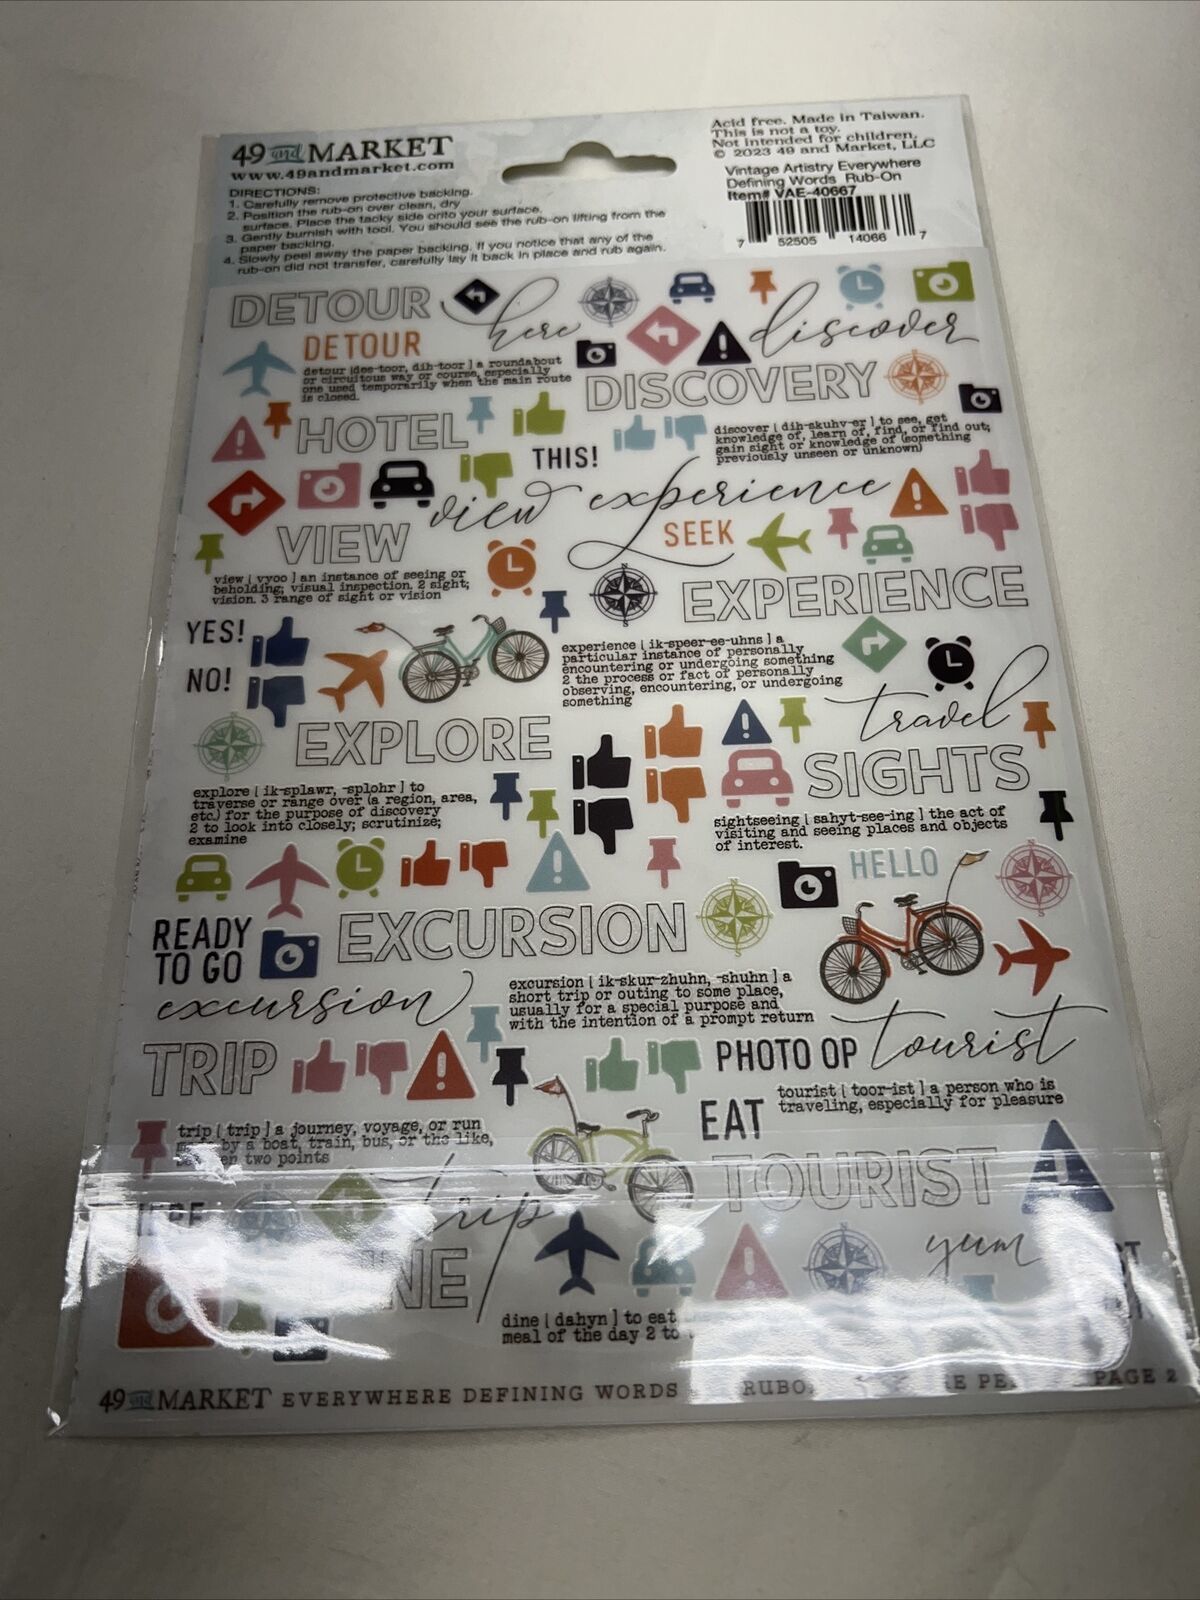 49 and MARKET
www.49andmarket.com
DIRECTIONS:
1. Carefully remove protective backing.
2. Position the rub-on over clean, dry
surface. Place the tacky side onto your surface.
3. Gently burnish with tool. You should see the rub-on lifting from the
paper backing.
4. Slowly peel away the paper backing. If you notice that any of the
rub-on did not transfer, carefully lay it back in place and rub again.
Acid free. Made in Taiwan.
This is not a toy.
Not intended for children.
© 2023 49 and Market, LLC
Vintage Artistry Everywhere
Defining Words Rub-On
Item# VAE-40667
7 52505 14066 7
DETOUR
here
discover
DETOUR
detour [dee-toor, dih-toor] a roundabout
or circuitous way or course, especially
one used temporarily when the main route
is closed.
DISCOVERY
HOTEL
THIS!
discover [ dih-skuhv-er ] to see, get
knowledge of, learn of, find, or find out;
gain sight or knowledge of (something
previously unseen or unknown)
view
experience
VIEW
SEEK
view [ vyoo ] an instance of seeing or
beholding; visual inspection. 2 sight;
vision. 3 range of sight or vision
EXPERIENCE
YES!
NO!
experience [ ik-speer-ee-uhns ] a
particular instance of personally
encountering or undergoing something
2 the process or fact of personally
observing, encountering, or undergoing
something
travel
EXPLORE
SIGHTS
explore [ ik-splawr, -splohr ] to
traverse or range over (a region, area,
etc.) for the purpose of discovery
2 to look into closely; scrutinize;
examine
sightseeing [ sahyt-see-ing ] the act of
visiting and seeing places and objects
of interest.
HELLO
READY
TO GO
EXCURSION
excursion
excursion [ ik-skur-zhuhn, -shuhn ] a
short trip or outing to some place,
usually for a special purpose and
with the intention of a prompt return
TRIP
PHOTO OP
tourist
EAT
tourist [ toor-ist ] a person who is
traveling, especially for pleasure
trip [ trip ] a journey, voyage, or run
by a boat, train, bus, or the like,
two points
TOURIST
trip
yum
dine [ dahyn ] to eat
meal of the day 2 to
49 and MARKET EVERYWHERE DEFINING WORDS PAGE 2